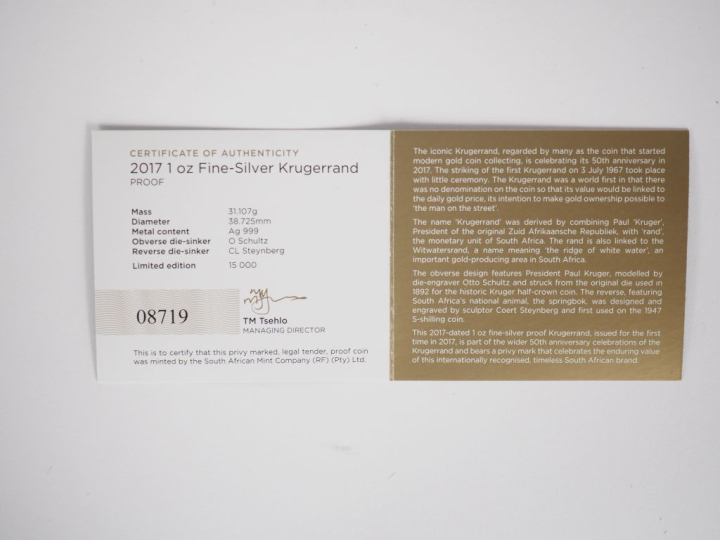 CERTIFICATE OF AUTHENTICITY
2017 1 oz Fine-Silver Krugerrand
PROOF
Mass 31.107g
Diameter 38.725mm
Metal content Ag 999
Obverse die-sinker O Schultz
Reverse die-sinker CL Steynberg
Limited edition 15 000
08719
TM Tsehlo
MANAGING DIRECTOR
This is to certify that this privy marked, legal tender, proof coin
was minted by the South African Mint Company (RF) (Pty) Ltd.
The iconic Krugerrand, regarded by many as the coin that started
modern gold coin collecting, is celebrating its 50th anniversary in
2017. The striking of the first Krugerrand on 3 July 1967 took place
with little ceremony. The Krugerrand was a world first in that there
was no denomination on the coin so that its value would be linked to
the daily gold price, its intention to make gold ownership possible to
'the man on the street'.
The name 'Krugerrand' was derived by combining Paul 'Kruger',
President of the original Zuid Afrikaansche Republiek, with 'rand',
the monetary unit of South Africa. The rand is also linked to the
Witwatersrand, a name meaning 'the ridge of white water', an
important gold-producing area in South Africa.
The obverse design features President Paul Kruger, modelled by
die-engraver Otto Schultz and struck from the original die used in
1892 for the historic Kruger half-crown coin. The reverse, featuring
South Africa's national animal, the springbok, was designed and
engraved by sculptor Coert Steynberg and first used on the 1947
5-shilling coin.
This 2017-dated 1 oz fine-silver proof Krugerrand, issued for the first
time in 2017, is part of the wider 50th anniversary celebrations of the
Krugerrand and bears a privy mark that celebrates the enduring value
of this internationally recognised, timeless South African brand.